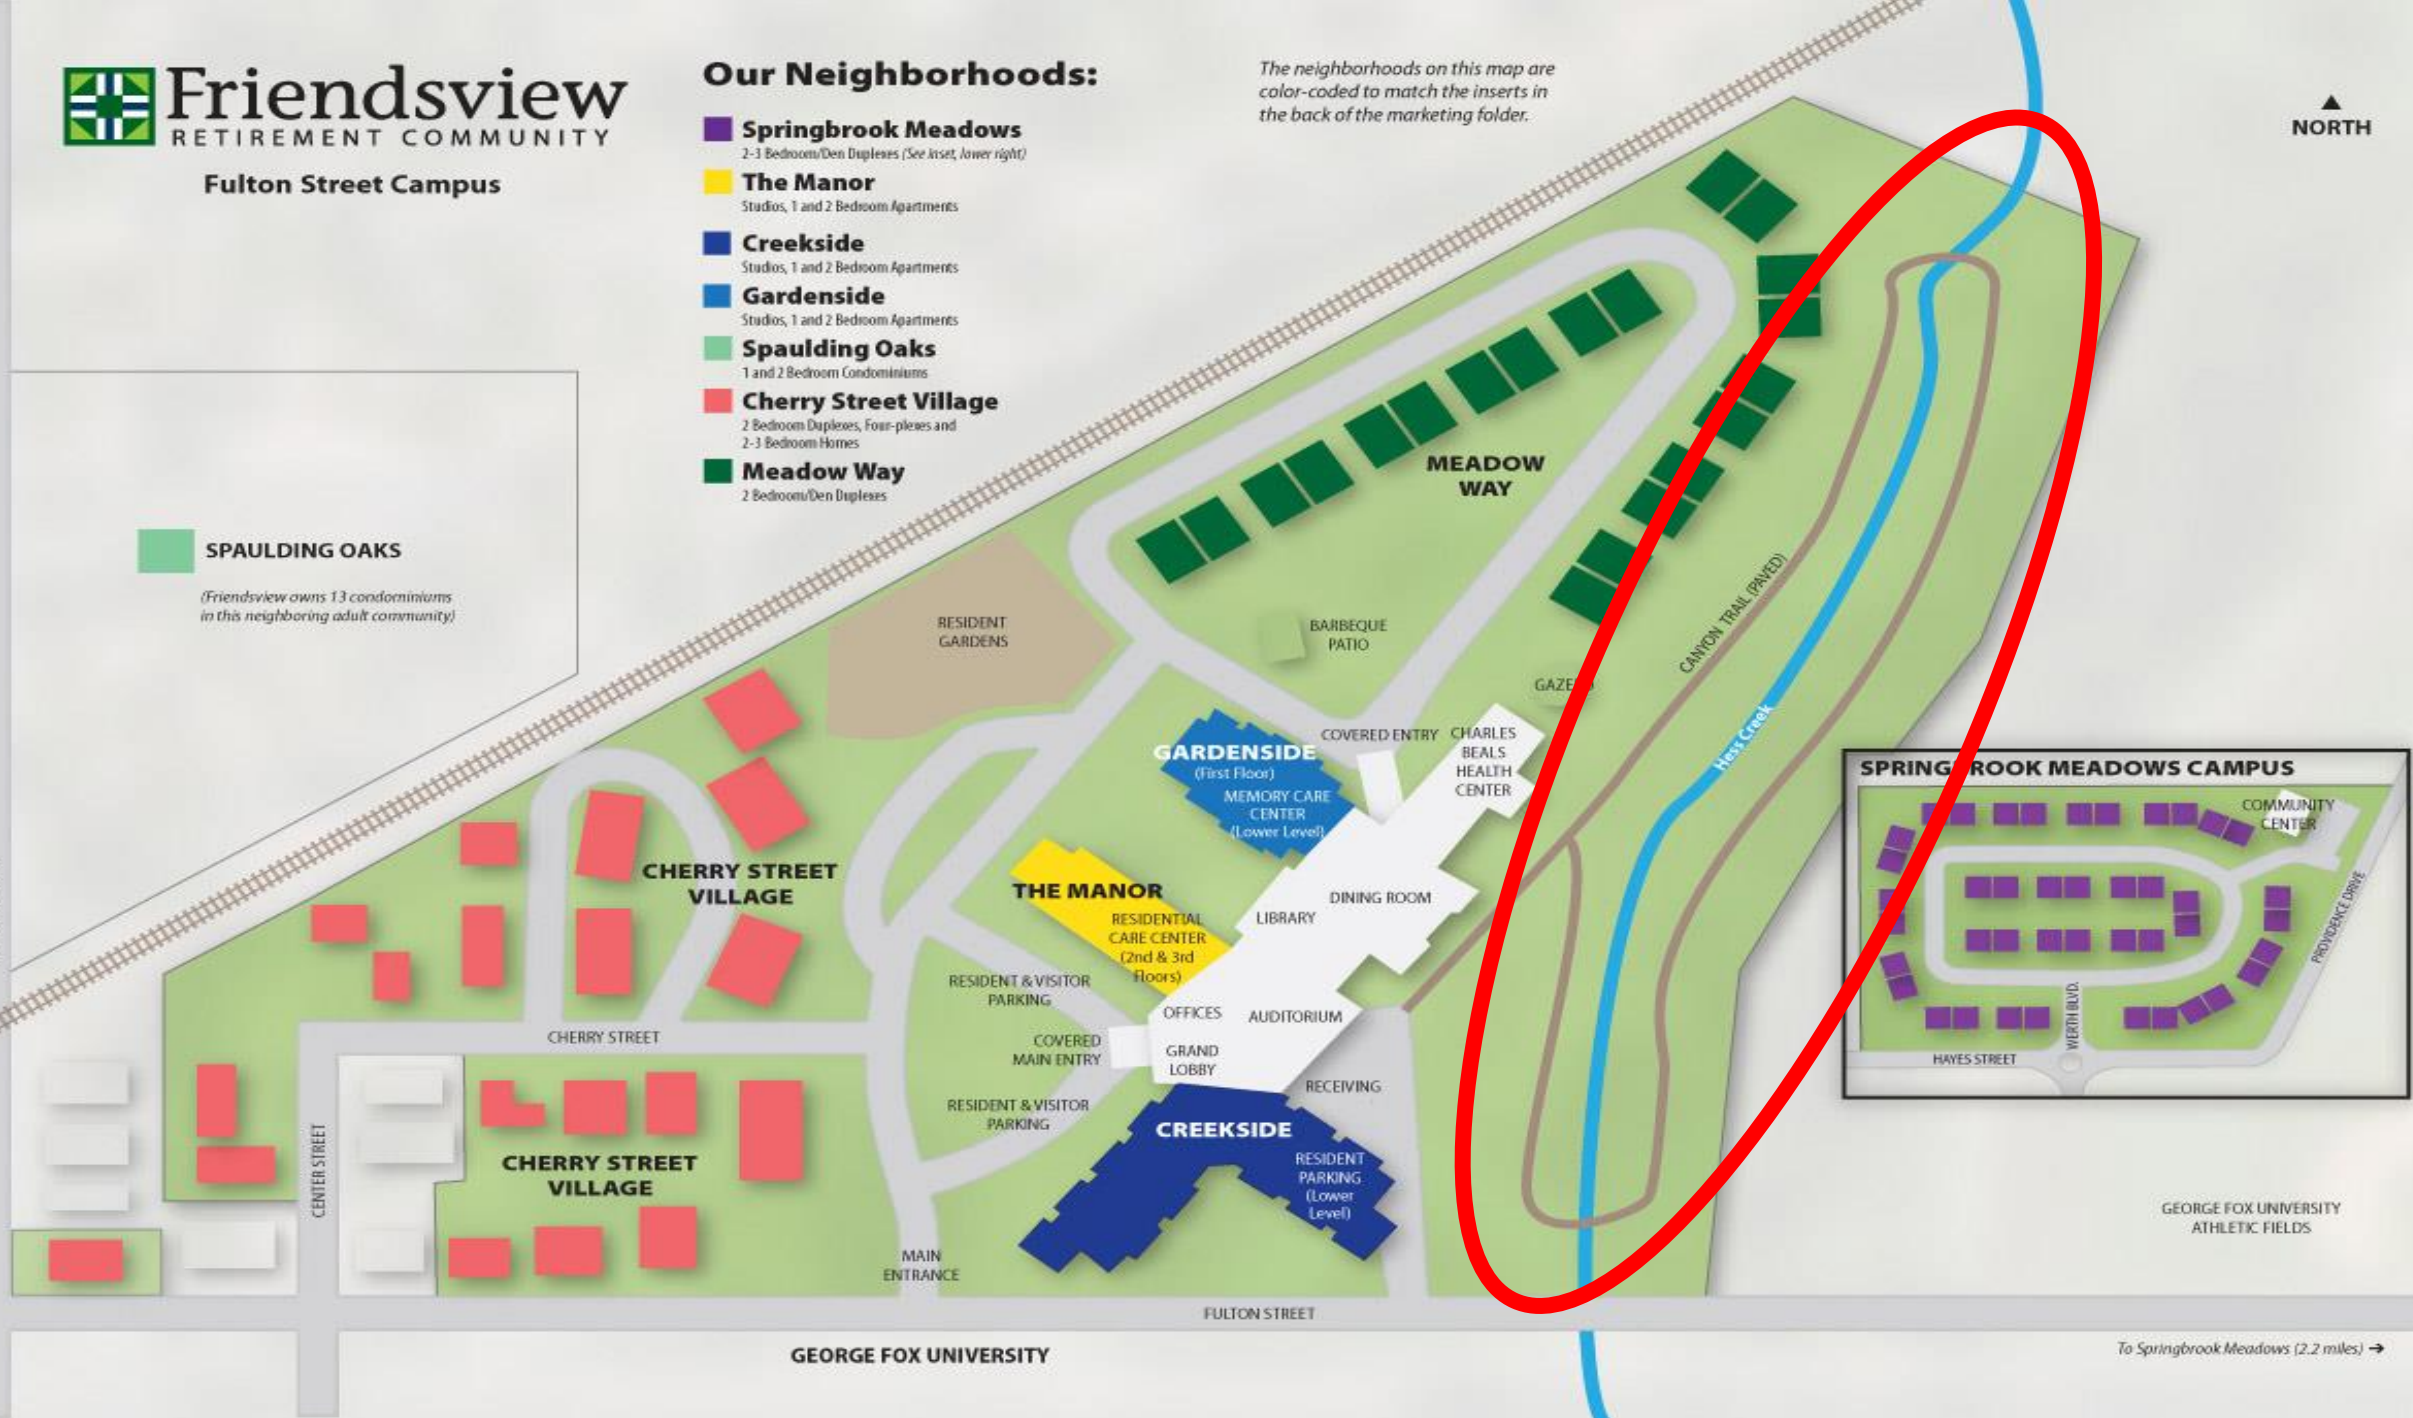 Friendsview
RETIREMENT COMMUNITY
Fulton Street Campus
Our Neighborhoods:
Springbrook Meadows
2-3 Bedroom/Den Duplexes (See inset, lower right)
The Manor
Studios, 1 and 2 Bedroom Apartments
Creekside
Studios, 1 and 2 Bedroom Apartments
Gardenside
Studios, 1 and 2 Bedroom Apartments
Spaulding Oaks
1 and 2 Bedroom Condominiums
Cherry Street Village
2 Bedroom Duplexes, Four-plexes and
2-3 Bedroom Homes
Meadow Way
2 Bedroom/Den Duplexes
The neighborhoods on this map are
color-coded to match the inserts in
the back of the marketing folder.
NORTH
SPAULDING OAKS
(Friendsview owns 13 condominiums
in this neighboring adult community)
MEADOW
WAY
RESIDENT
GARDENS
BARBEQUE
PATIO
CANYON TRAIL (PAVED)
Hess Creek
COVERED ENTRY
CHARLES
BEALS
HEALTH
CENTER
GARDENSIDE
(First Floor)
MEMORY CARE
CENTER
(Lower Level)
THE MANOR
RESIDENTIAL
CARE CENTER
(2nd & 3rd
Floors)
LIBRARY
DINING ROOM
CHERRY STREET
VILLAGE
RESIDENT & VISITOR
PARKING
OFFICES
AUDITORIUM
CHERRY STREET
COVERED
MAIN ENTRY
GRAND
LOBBY
RECEIVING
RESIDENT & VISITOR
PARKING
CREEKSIDE
RESIDENT
PARKING
(Lower
Level)
CENTER STREET
CHERRY STREET
VILLAGE
MAIN
ENTRANCE
FULTON STREET
GEORGE FOX UNIVERSITY
SPRINGBROOK MEADOWS CAMPUS
COMMUNITY
CENTER
PROVIDENCE DRIVE
WERTH BLVD.
HAYES STREET
GEORGE FOX UNIVERSITY
ATHLETIC FIELDS
To Springbrook Meadows (2.2 miles) →